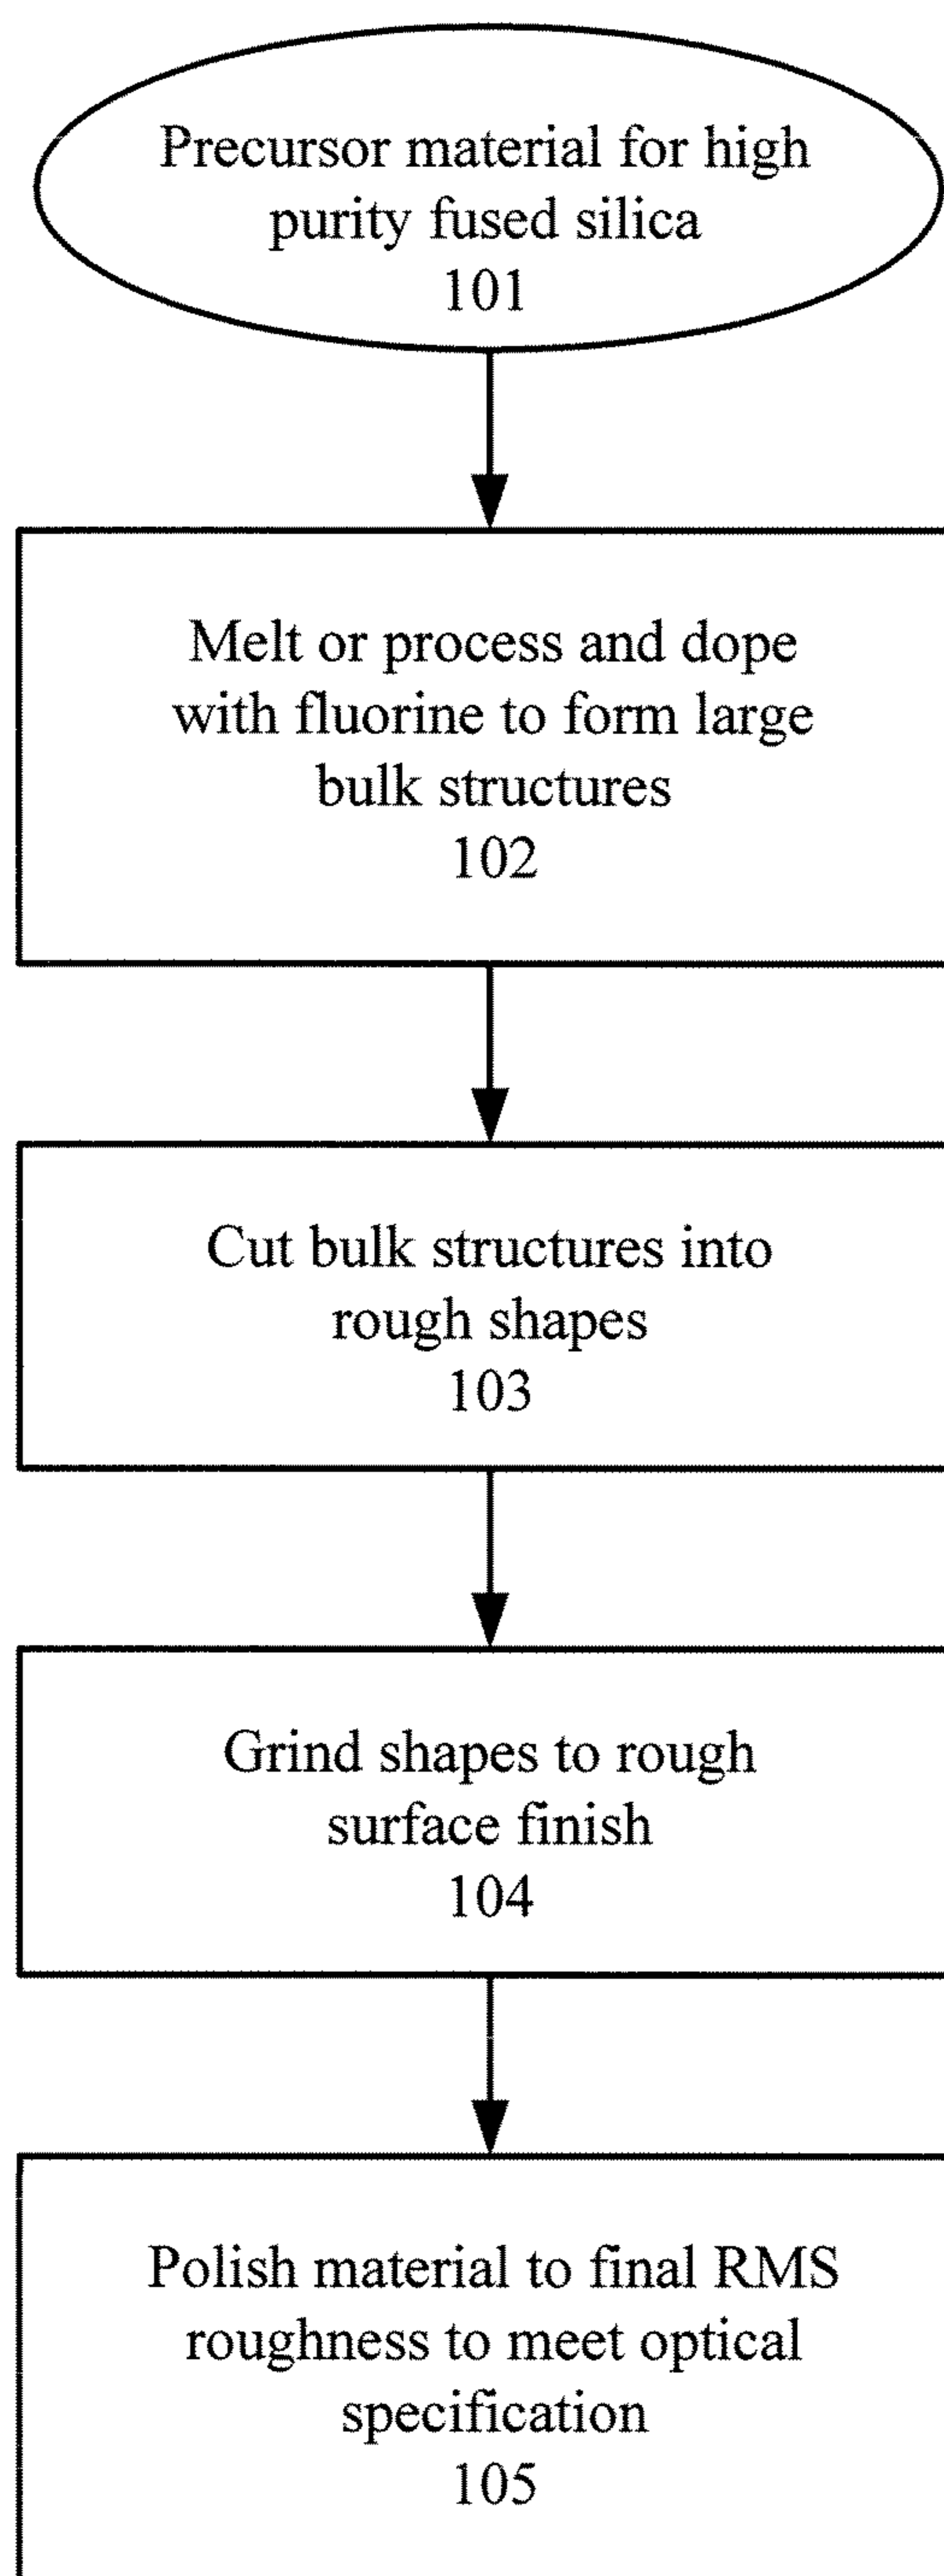 Precursor material for high
purity fused silica
101
Melt or process and dope
with fluorine to form large
bulk structures
102
Cut bulk structures into
rough shapes
103
Grind shapes to rough
surface finish
104
Polish material to final RMS
roughness to meet optical
specification
105